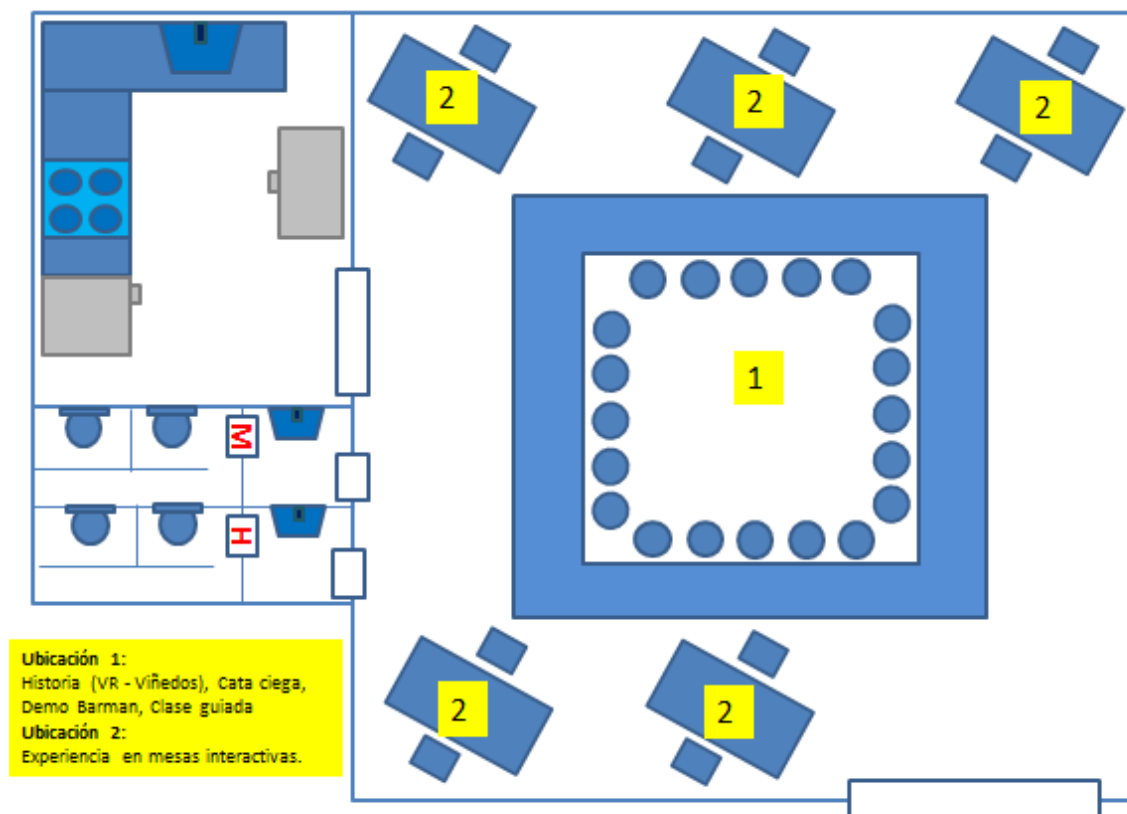 2
2
2
1
M
H
Ubicación 1:
Historia (VR - Viñedos), Cata ciega,
Demo Barman, Clase guiada
Ubicación 2:
Experiencia en mesas interactivas.
2
2